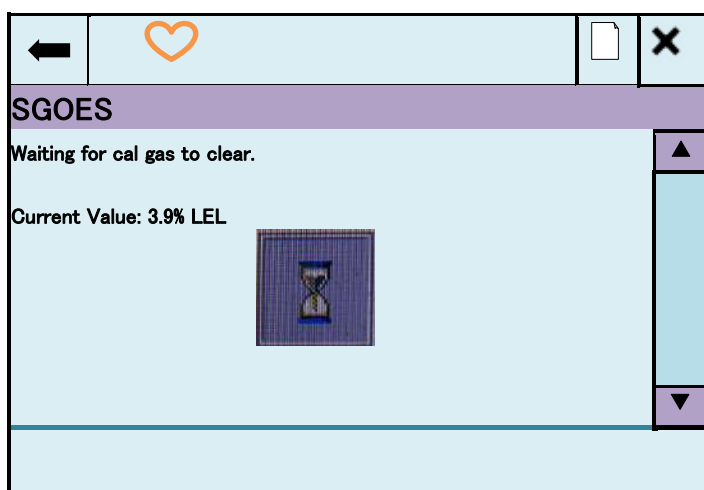 SGOES
Waiting for cal gas to clear.
Current Value: 3.9% LEL